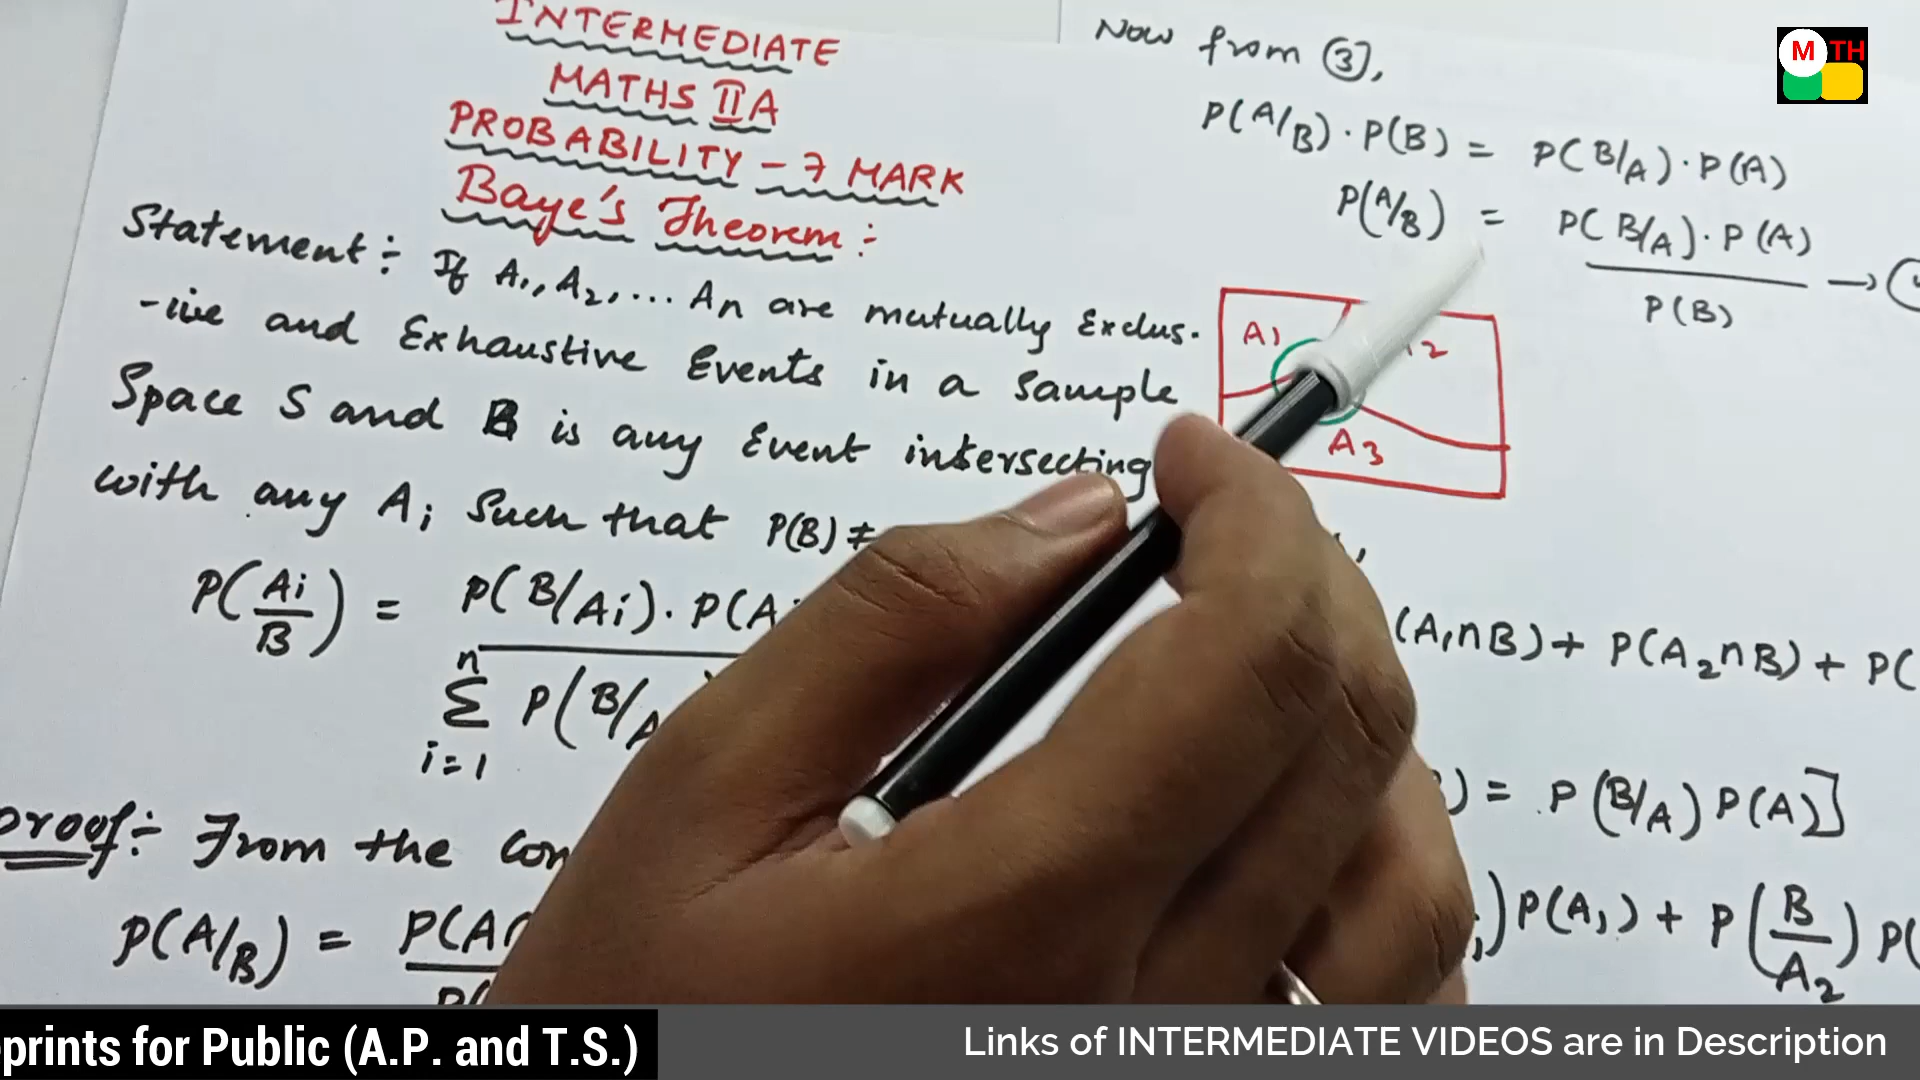 INTERMEDIATE
MATHS IIA
PROBABILITY - 7 MARK
Baye's Theorem :-
Statement :- If A₁, A₂, ... Aₙ are mutually Exclus-
-ive and Exhaustive Events in a Sample
Space S and B is any Event intersecting
with any Aᵢ Such that P(B) ≠
P(Ai/B) = P(B/Ai). P(A
n
Σ P(B/A
i=1
Proof :- From the con
P(A/B) = P(A∩
P(
Now from ③,
P(A/B) . P(B) = P(B/A) . P(A)
P(A/B) = P(B/A) . P(A)
P(B)
A1
2
A3
(A₁∩B) + P(A₂∩B) + P(
) = P(B/A) P(A)]
) P(A₁) + P(B/A₂) P(
M TH
prints for Public (A.P. and T.S.)
Links of INTERMEDIATE VIDEOS are in Description